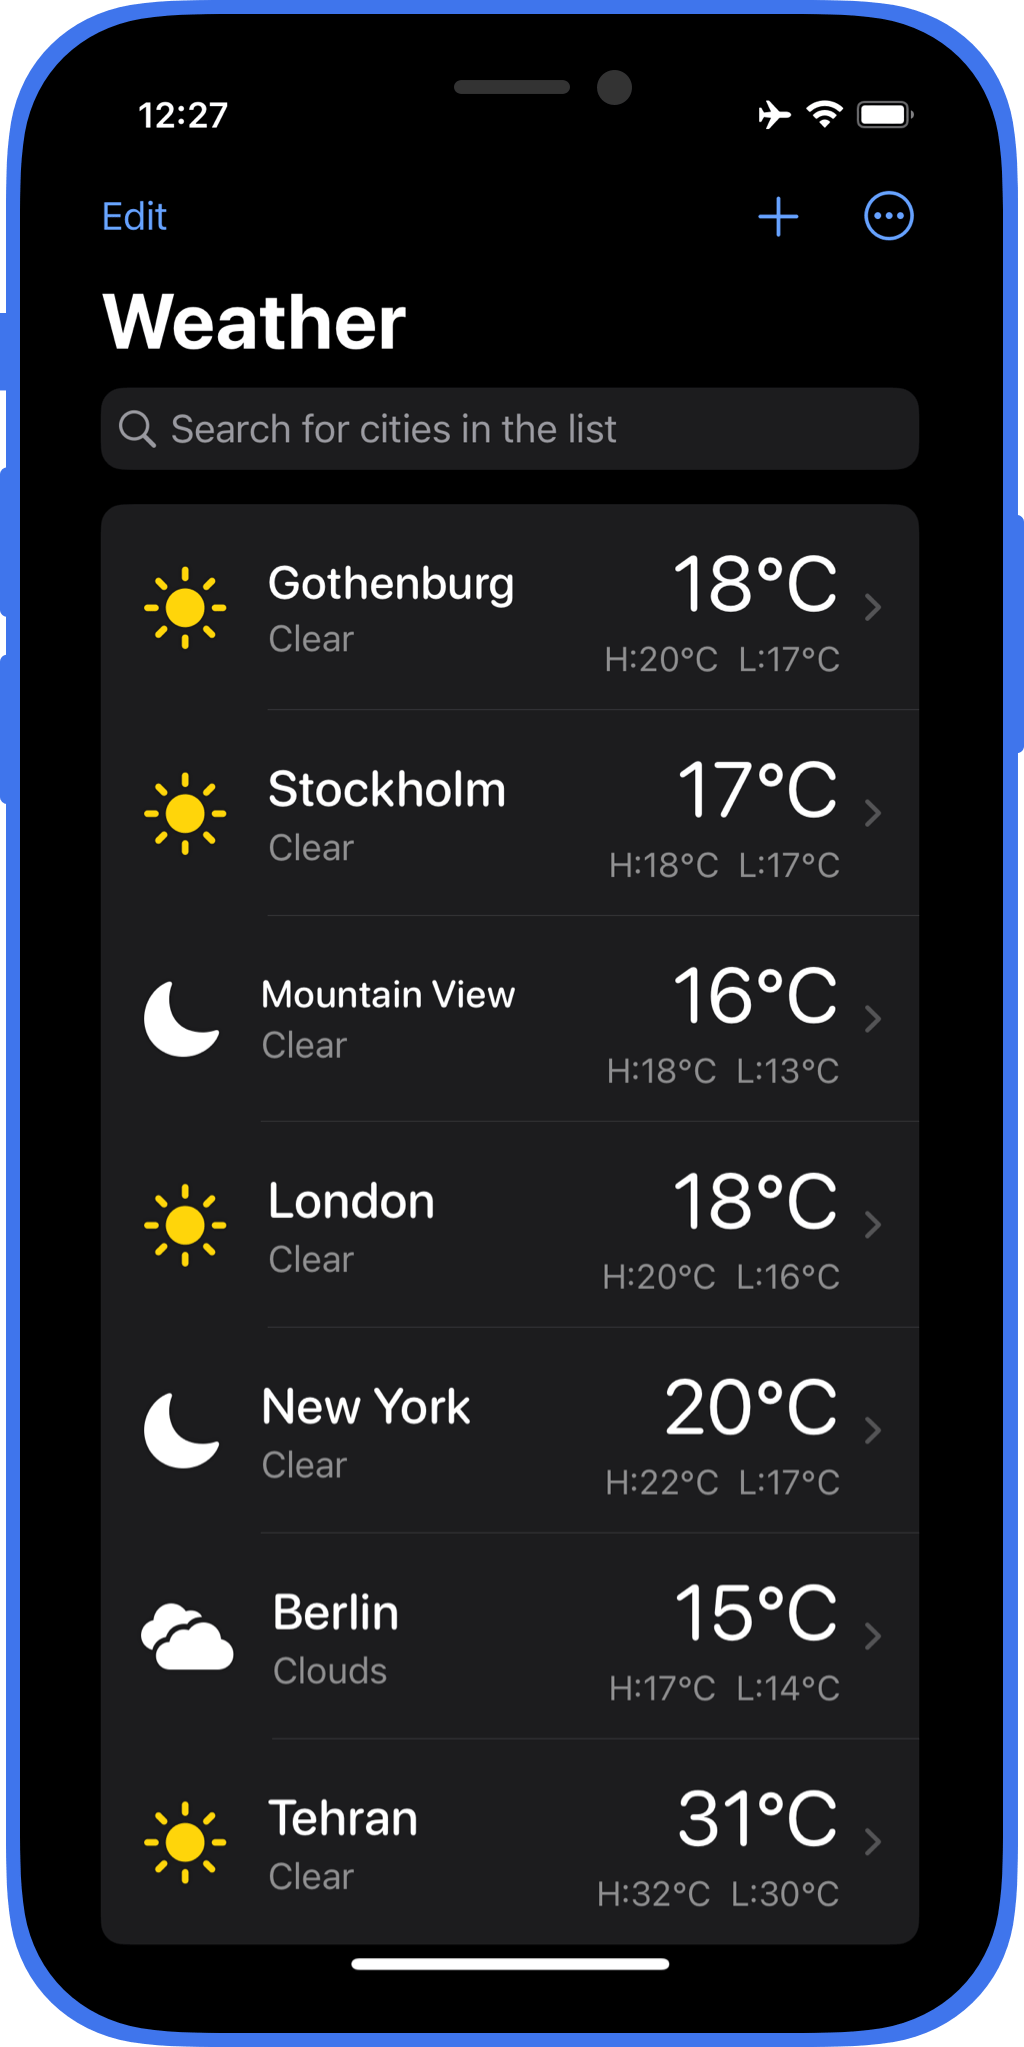 12:27
Edit
Weather
Search for cities in the list
Gothenburg 18°C
Clear H:20°C L:17°C
Stockholm 17°C
Clear H:18°C L:17°C
Mountain View 16°C
Clear H:18°C L:13°C
London 18°C
Clear H:20°C L:16°C
New York 20°C
Clear H:22°C L:17°C
Berlin 15°C
Clouds H:17°C L:14°C
Tehran 31°C
Clear H:32°C L:30°C